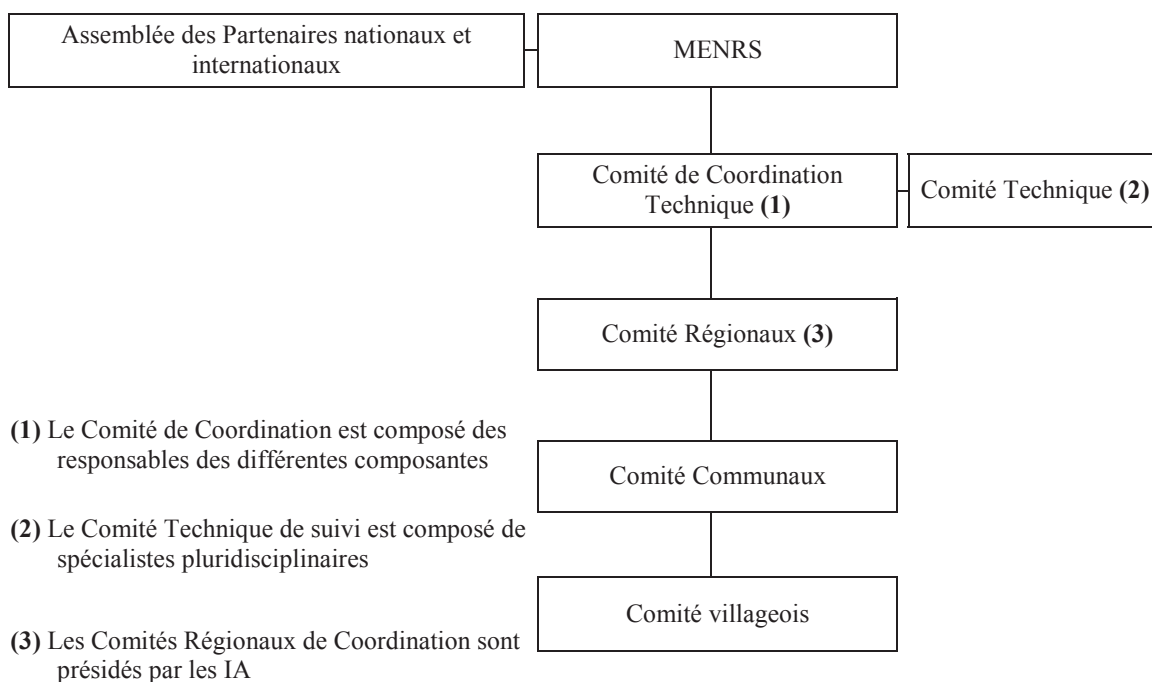 Assemblée des Partenaires nationaux et
internationaux
MENRS
Comité de Coordination
Technique (1)
Comité Technique (2)
Comité Régionaux (3)
(1) Le Comité de Coordination est composé des
responsables des différentes composantes
Comité Communaux
(2) Le Comité Technique de suivi est composé de
spécialistes pluridisciplinaires
Comité villageois
(3) Les Comités Régionaux de Coordination sont
présidés par les IA